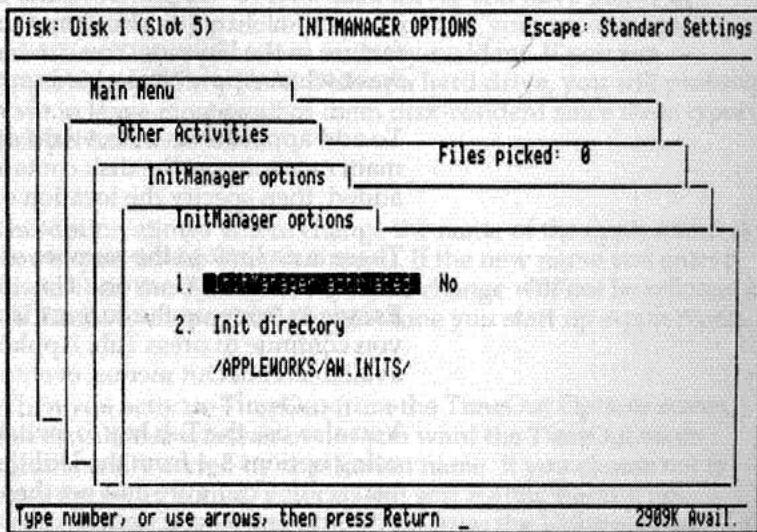 Disk: Disk 1 (Slot 5) INITMANAGER OPTIONS Escape: Standard Settings
Main Menu
Other Activities
Files picked: 0
InitManager options
InitManager options
1. No
2. Init directory
/APPLEWORKS/AW.INITS/
Type number, or use arrows, then press Return _ 2909K Avail.